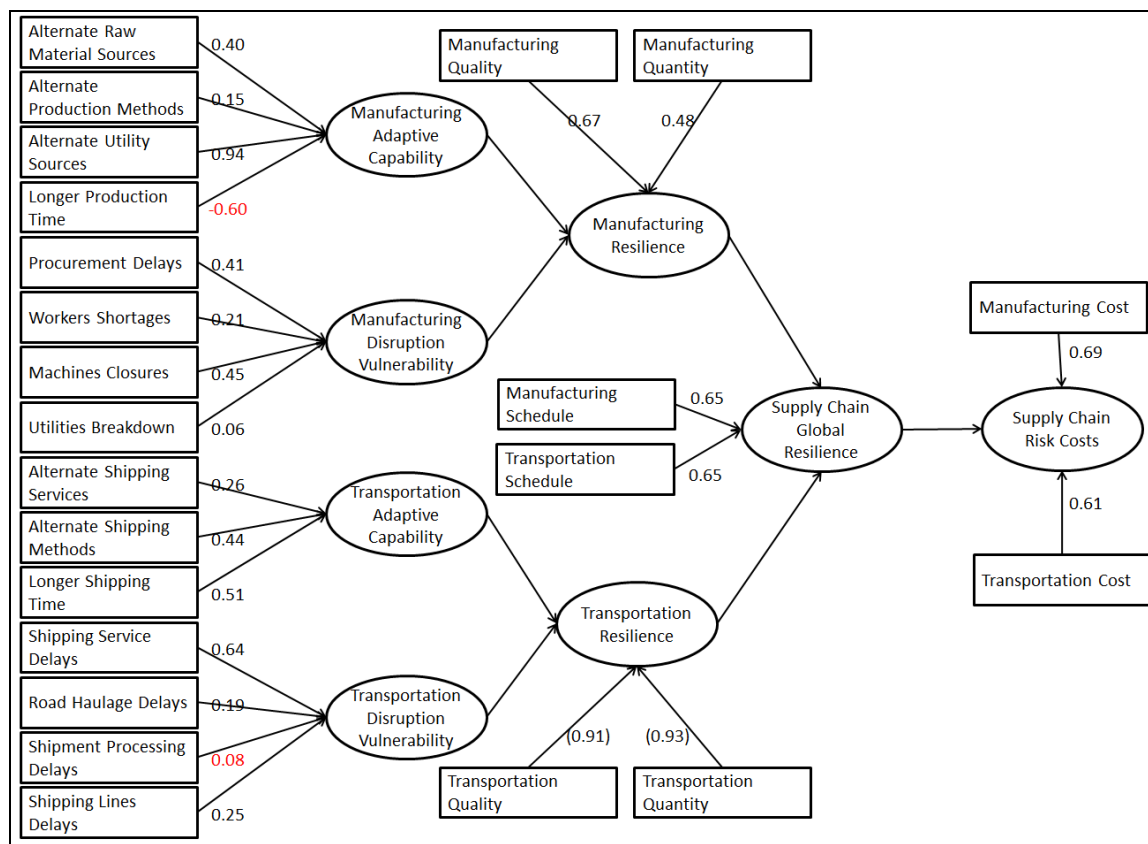 Alternate Raw
Material Sources
0.40
Alternate
Production Methods
0.15
Alternate Utility
Sources
0.94
Longer Production
Time
-0.60
Procurement Delays
0.41
Workers Shortages
0.21
Machines Closures
0.45
Utilities Breakdown
0.06
Alternate Shipping
Services
0.26
Alternate Shipping
Methods
0.44
Longer Shipping
Time
0.51
Shipping Service
Delays
0.64
Road Haulage Delays
0.19
Shipment Processing
Delays
0.08
Shipping Lines
Delays
0.25
Manufacturing
Adaptive
Capability
Manufacturing
Disruption
Vulnerability
Transportation
Adaptive
Capability
Transportation
Disruption
Vulnerability
Manufacturing
Quality
0.67
Manufacturing
Quantity
0.48
Manufacturing
Resilience
Manufacturing
Schedule
0.65
Transportation
Schedule
0.65
Transportation
Resilience
(0.91)
(0.93)
Transportation
Quality
Transportation
Quantity
Supply Chain
Global
Resilience
Manufacturing Cost
0.69
Supply Chain
Risk Costs
0.61
Transportation Cost